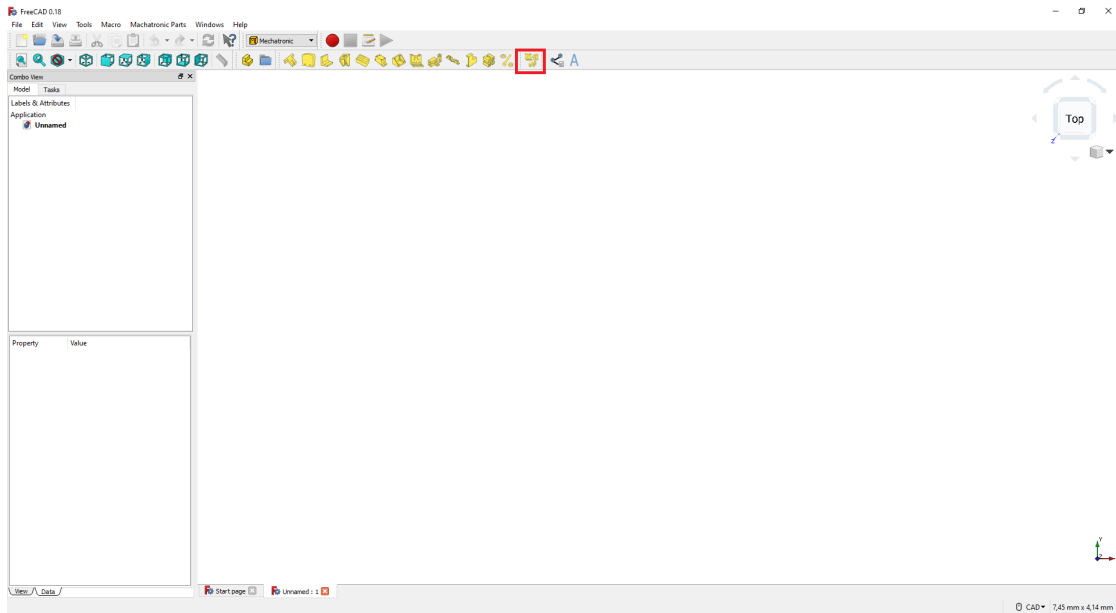 FreeCAD 0.18
File Edit View Tools Macro Machatronic Parts Windows Help
Mechatronic
A
Combo View
Model Tasks
Labels & Attributes
Application
Unnamed
Top
Z
Property Value
Y
View Data
Start page Unnamed : 1
CAD 7,45 mm x 4,14 mm